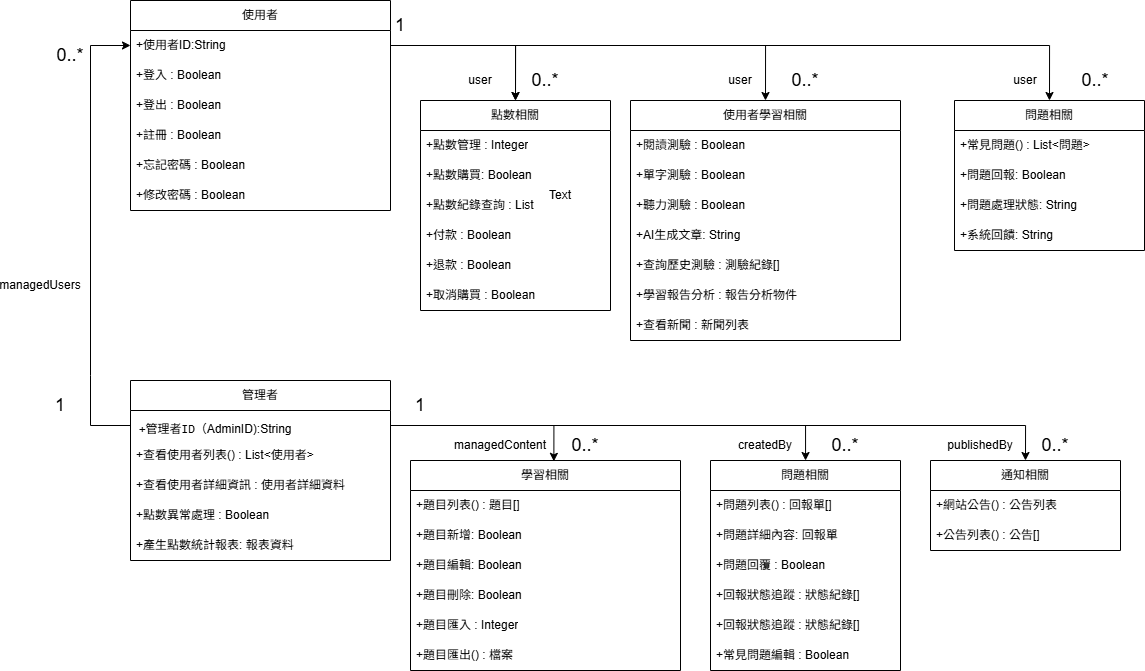 使用者
+使用者ID:String
+登入 : Boolean
+登出 : Boolean
+註冊 : Boolean
+忘記密碼 : Boolean
+修改密碼 : Boolean
1
0..*
user
0..*
點數相關
+點數管理 : Integer
+點數購買: Boolean
+點數紀錄查詢 : List
+付款 : Boolean
+退款 : Boolean
+取消購買 : Boolean
Text
user
0..*
使用者學習相關
+閱讀測驗 : Boolean
+單字測驗 : Boolean
+聽力測驗 : Boolean
+AI生成文章: String
+查詢歷史測驗 : 測驗紀錄[]
+學習報告分析 : 報告分析物件
+查看新聞 : 新聞列表
user
0..*
問題相關
+常見問題() : List<問題>
+問題回報: Boolean
+問題處理狀態: String
+系統回饋: String
managedUsers
1
管理者
+管理者ID（AdminID):String
+查看使用者列表() : List<使用者>
+查看使用者詳細資訊 : 使用者詳細資料
+點數異常處理 : Boolean
+產生點數統計報表: 報表資料
1
managedContent
0..*
學習相關
+題目列表() : 題目[]
+題目新增: Boolean
+題目編輯: Boolean
+題目刪除: Boolean
+題目匯入 : Integer
+題目匯出() : 檔案
createdBy
0..*
問題相關
+問題列表() : 回報單[]
+問題詳細內容: 回報單
+問題回覆 : Boolean
+回報狀態追蹤 : 狀態紀錄[]
+回報狀態追蹤 : 狀態紀錄[]
+常見問題編輯 : Boolean
publishedBy
0..*
通知相關
+網站公告() : 公告列表
+公告列表() : 公告[]